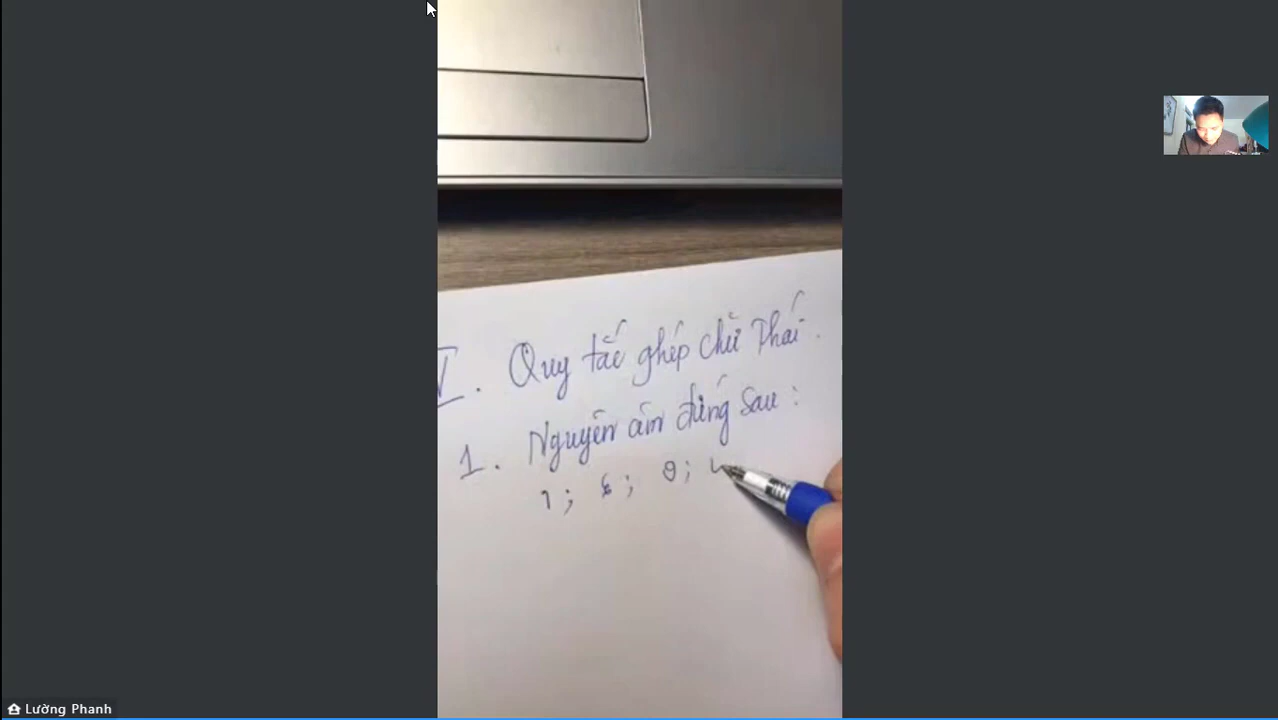 I. Quy tắc ghép chữ Thái.
1. Nguyên âm đứng sau:
Lường Phanh